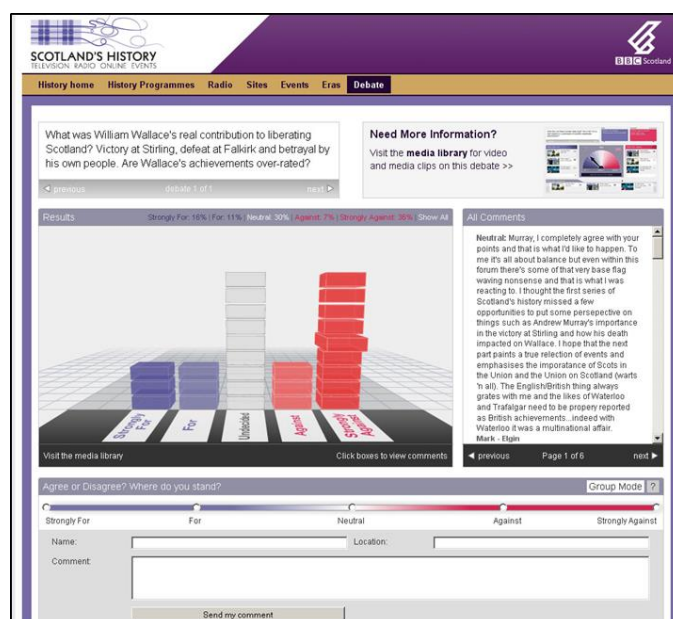 SCOTLAND'S HISTORY
TELEVISION RADIO ONLINE EVENTS
BBC Scotland
History home History Programmes Radio Sites Events Eras Debate
What was William Wallace's real contribution to liberating
Scotland? Victory at Stirling, defeat at Falkirk and betrayal by
his own people. Are Wallace's achievements over-rated?
previous debate 1 of 1 next
Need More Information?
Visit the media library for video
and media clips on this debate >>
Results Strongly For: 16% | For: 11% | Neutral: 30% | Against: 7% | Strongly Against: 36% | Show All
Strongly For
For
Undecided
Against
Strongly Against
Visit the media library Click boxes to view comments
All Comments
Neutral: Murray, I completely agree with your
points and that is what I'd like to happen. To
me it's all about balance but even within this
forum there's some of that very base flag
waving nonsense and that is what I was
reacting to. I thought the first series of
Scotland's history missed a few
opportunities to put some persepective on
things such as Andrew Murray's importance
in the victory at Stirling and how his death
impacted on Wallace. I hope that the next
part paints a true relection of events and
emphasises the imporatance of Scots in
the Union and the Union on Scotland (warts
'n all). The English/British thing always
grates with me and the likes of Waterloo
and Trafalgar need to be propery reported
as British achievements...indeed with
Waterloo it was a multinational affair.
Mark - Elgin
previous Page 1 of 6 next
Agree or Disagree? Where do you stand? Group Mode ?
Strongly For For Neutral Against Strongly Against
Name: Location:
Comment:
Send my comment